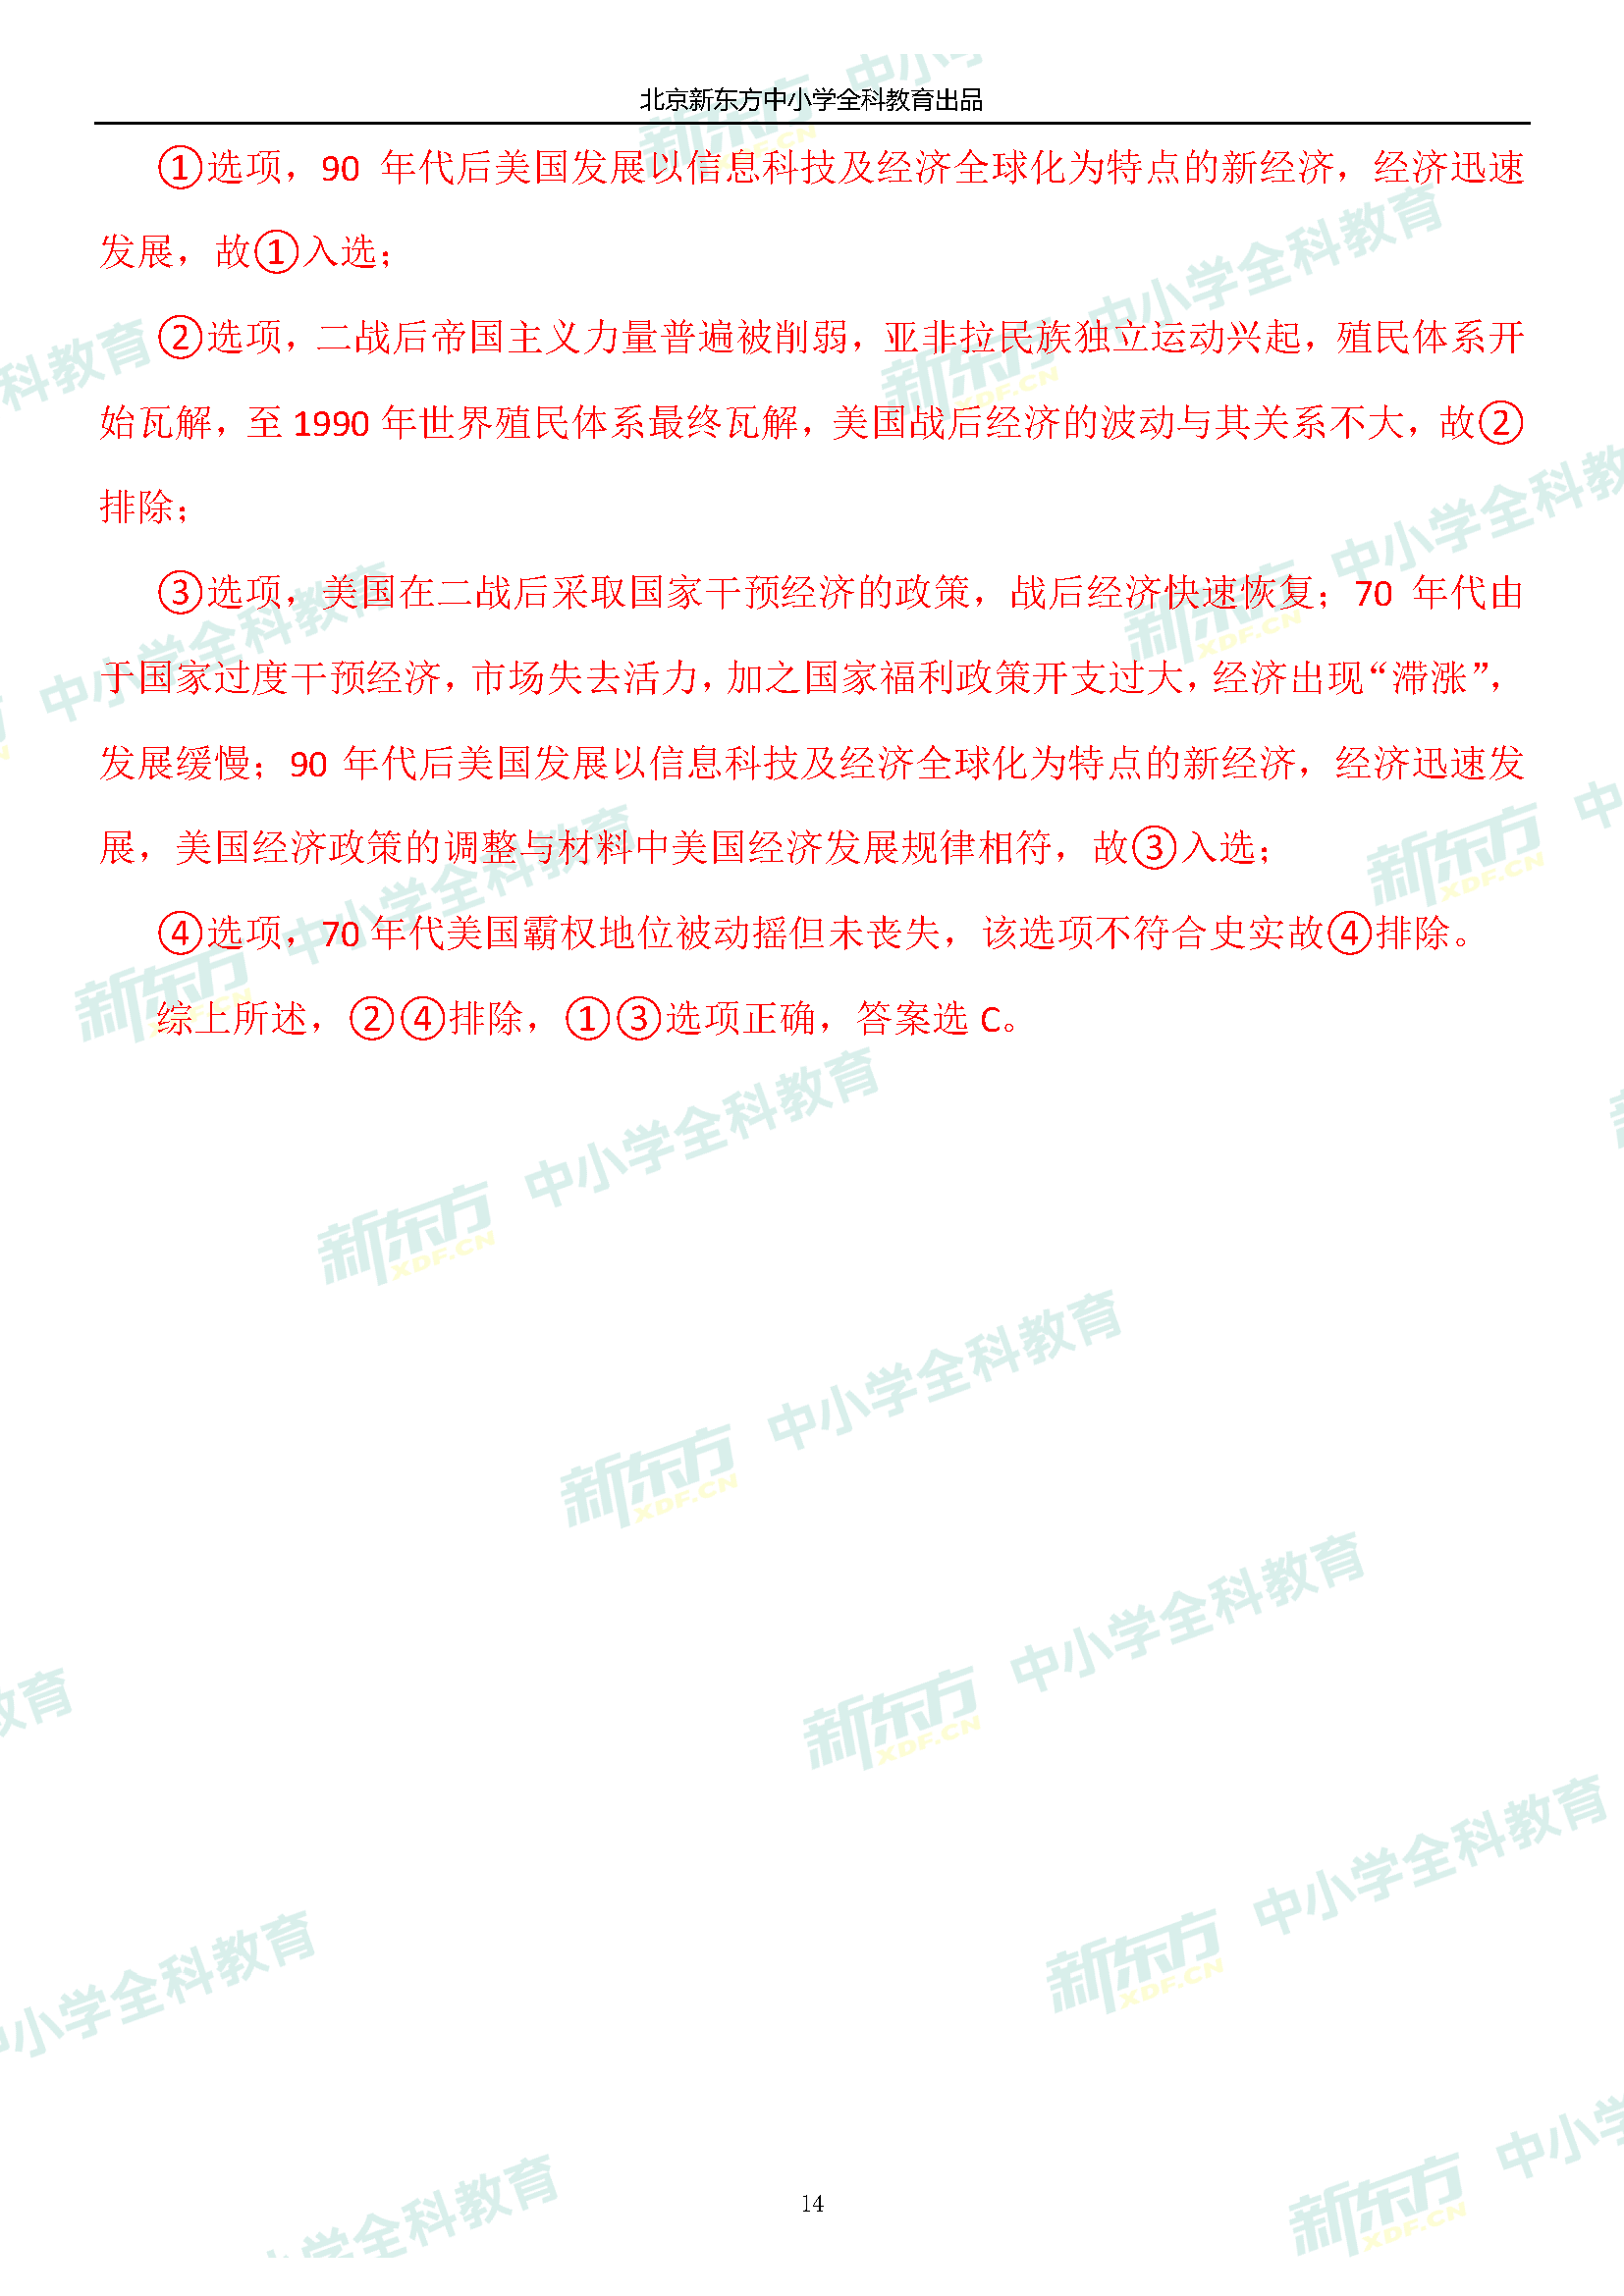 北京新东方中小学全科教育出品
①选项，90 年代后美国发展以信息科技及经济全球化为特点的新经济，经济迅速
发展，故①入选；
②选项，二战后帝国主义力量普遍被削弱，亚非拉民族独立运动兴起，殖民体系开
始瓦解，至 1990 年世界殖民体系最终瓦解，美国战后经济的波动与其关系不大，故②
排除；
③选项，美国在二战后采取国家干预经济的政策，战后经济快速恢复；70 年代由
于国家过度干预经济，市场失去活力，加之国家福利政策开支过大，经济出现“滞涨”，
发展缓慢；90 年代后美国发展以信息科技及经济全球化为特点的新经济，经济迅速发
展，美国经济政策的调整与材料中美国经济发展规律相符，故③入选；
④选项，70 年代美国霸权地位被动摇但未丧失，该选项不符合史实故④排除。
综上所述，②④排除，①③选项正确，答案选 C。
新东方 XDF.CN 中小学全科教育
14